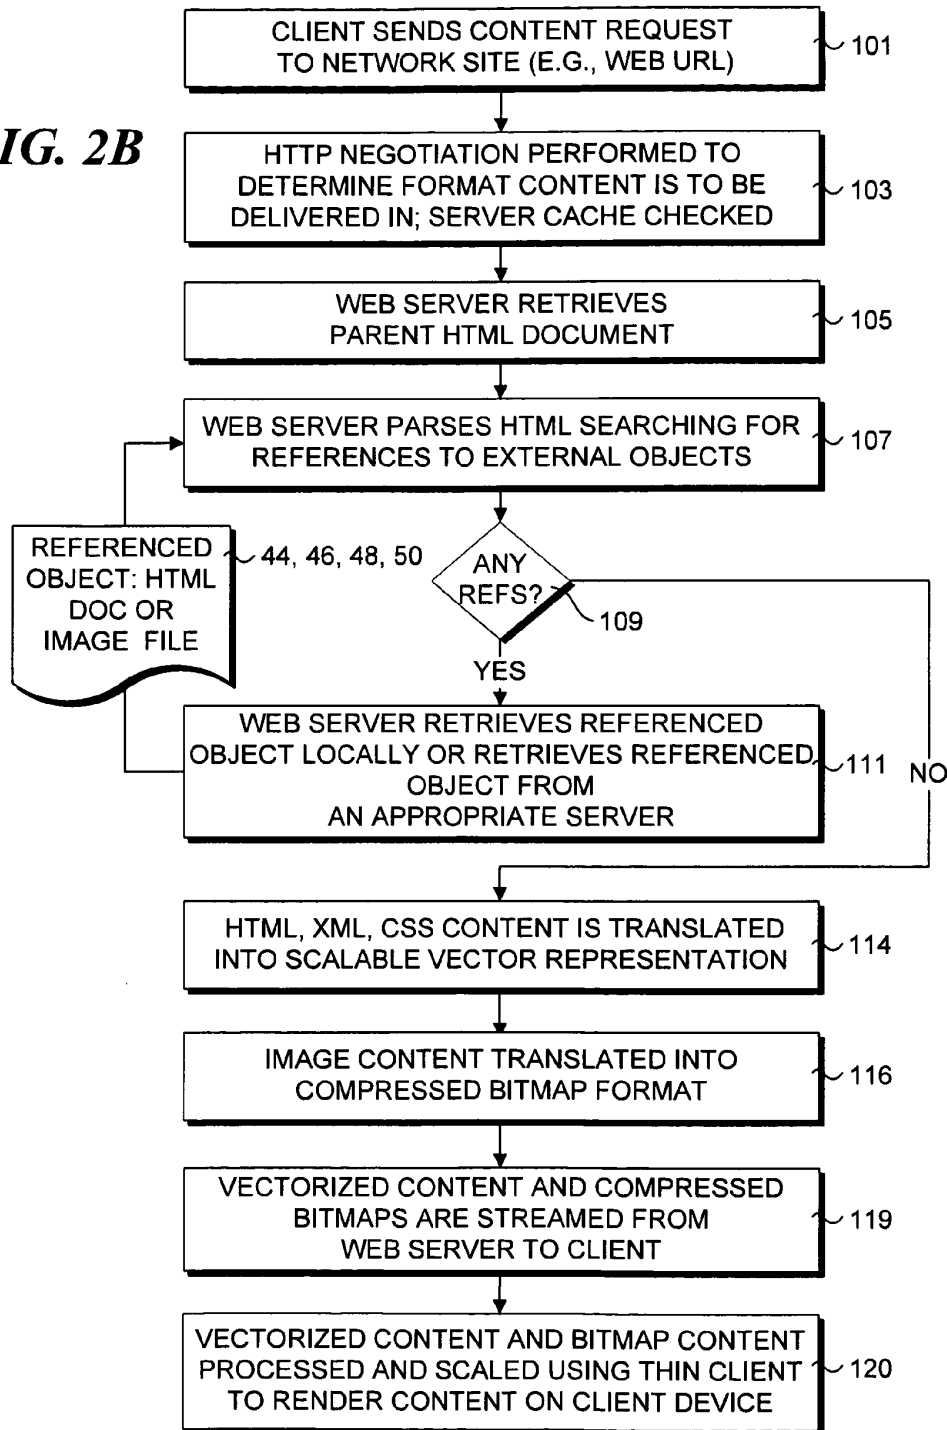 CLIENT SENDS CONTENT REQUEST
TO NETWORK SITE (E.G., WEB URL)
101
IG. 2B
HTTP NEGOTIATION PERFORMED TO
DETERMINE FORMAT CONTENT IS TO BE
DELIVERED IN; SERVER CACHE CHECKED
103
WEB SERVER RETRIEVES
PARENT HTML DOCUMENT
105
WEB SERVER PARSES HTML SEARCHING FOR
REFERENCES TO EXTERNAL OBJECTS
107
REFERENCED
OBJECT: HTML
DOC OR
IMAGE FILE
44, 46, 48, 50
ANY
REFS?
109
YES
WEB SERVER RETRIEVES REFERENCED
OBJECT LOCALLY OR RETRIEVES REFERENCED
OBJECT FROM
AN APPROPRIATE SERVER
111
NO
HTML, XML, CSS CONTENT IS TRANSLATED
INTO SCALABLE VECTOR REPRESENTATION
114
IMAGE CONTENT TRANSLATED INTO
COMPRESSED BITMAP FORMAT
116
VECTORIZED CONTENT AND COMPRESSED
BITMAPS ARE STREAMED FROM
WEB SERVER TO CLIENT
119
VECTORIZED CONTENT AND BITMAP CONTENT
PROCESSED AND SCALED USING THIN CLIENT
TO RENDER CONTENT ON CLIENT DEVICE
120